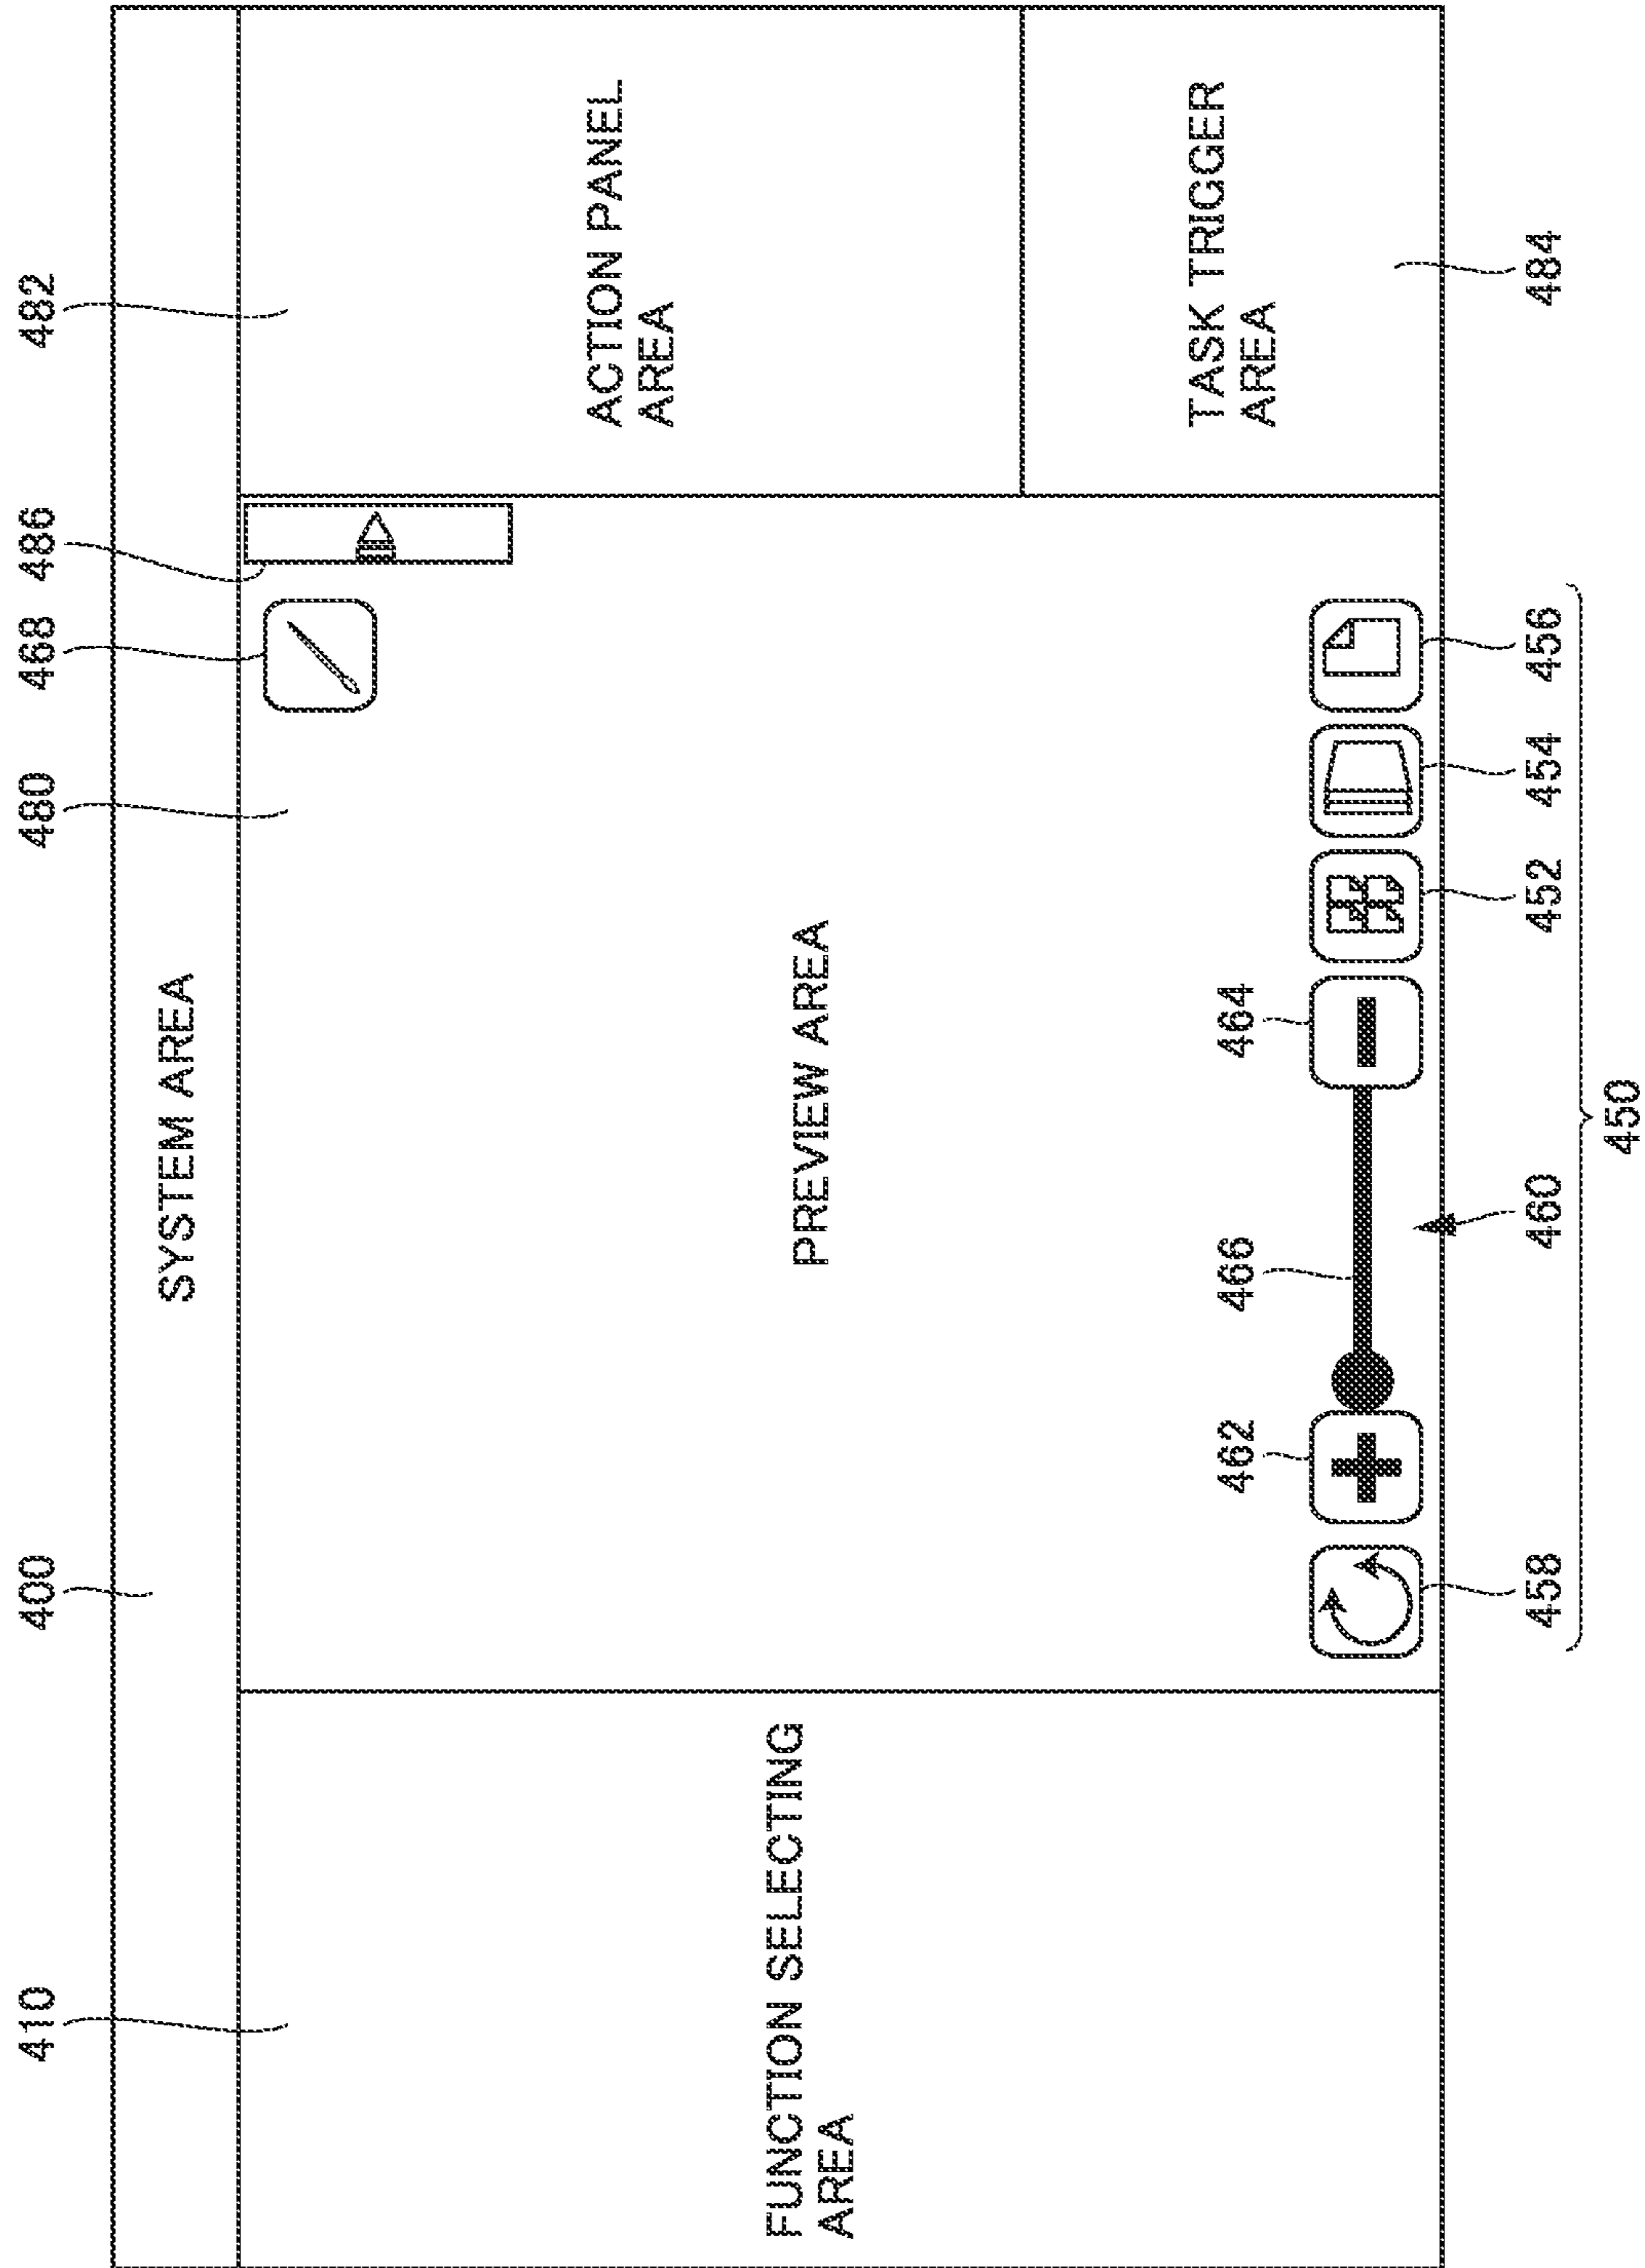 410
400
480
468
486
482
SYSTEM AREA
FUNCTION SELECTING
AREA
PREVIEW AREA
ACTION PANEL
AREA
TASK TRIGGER
AREA
462
466
464
458
460
452
454
456
484
450